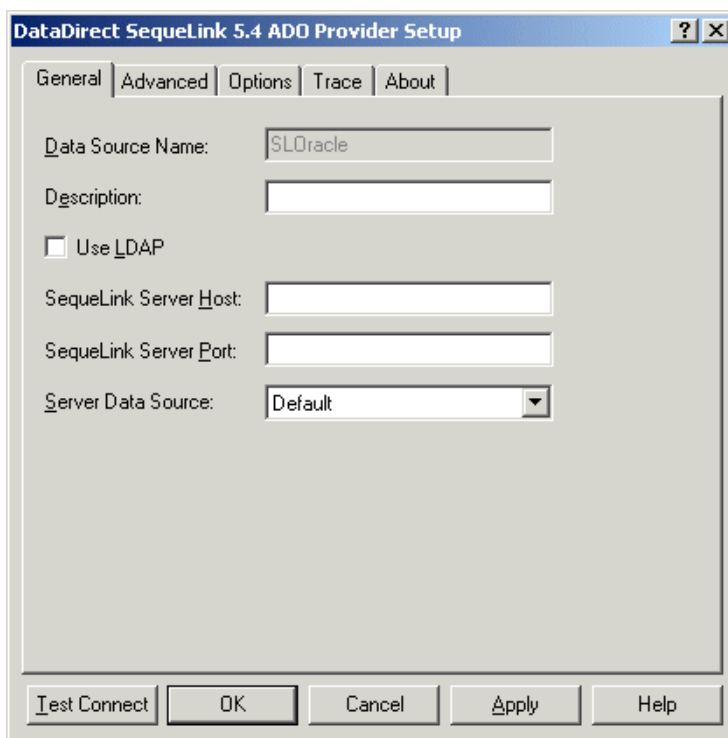 DataDirect SequeLink 5.4 ADO Provider Setup
General Advanced Options Trace About
Data Source Name: SLOracle
Description:
Use LDAP
SequeLink Server Host:
SequeLink Server Port:
Server Data Source: Default
Test Connect OK Cancel Apply Help